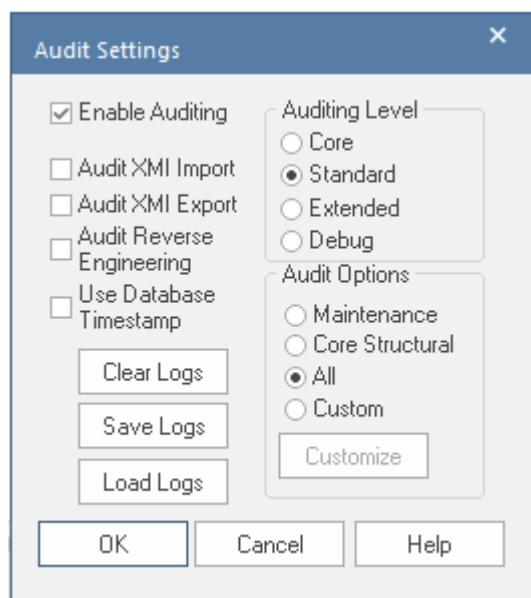 Audit Settings
Enable Auditing
Audit XMI Import
Audit XMI Export
Audit Reverse
Engineering
Use Database
Timestamp
Clear Logs
Save Logs
Load Logs
Auditing Level
Core
Standard
Extended
Debug
Audit Options
Maintenance
Core Structural
All
Custom
Customize
OK
Cancel
Help